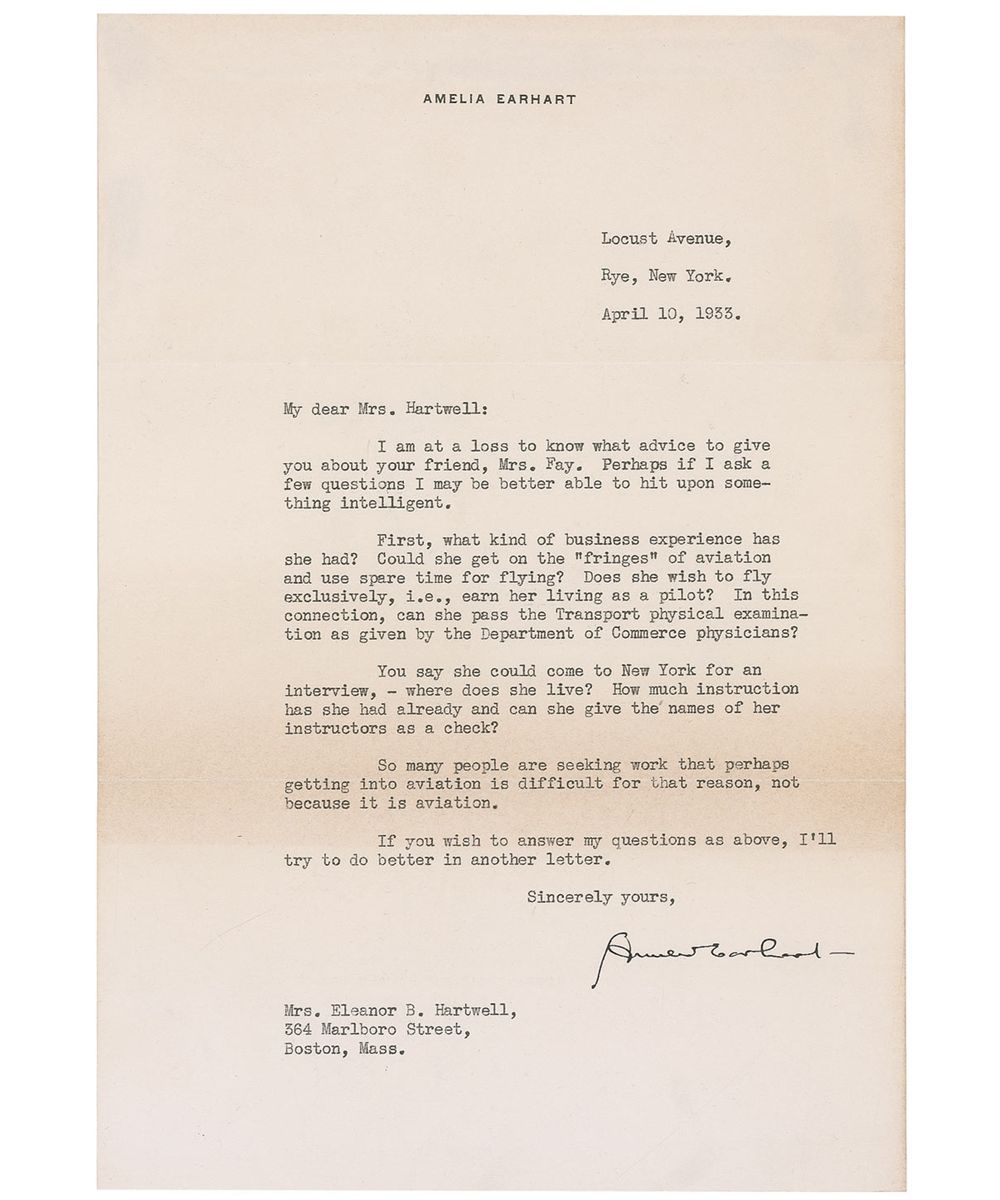 AMELIA EARHART
Locust Avenue,
Rye, New York.
April 10, 1933.
My dear Mrs. Hartwell:
I am at a loss to know what advice to give
you about your friend, Mrs. Fay. Perhaps if I ask a
few questions I may be better able to hit upon some-
thing intelligent.
First, what kind of business experience has
she had? Could she get on the "fringes" of aviation
and use spare time for flying? Does she wish to fly
exclusively, i.e., earn her living as a pilot? In this
connection, can she pass the Transport physical examina-
tion as given by the Department of Commerce physicians?
You say she could come to New York for an
interview, - where does she live? How much instruction
has she had already and can she give the names of her
instructors as a check?
So many people are seeking work that perhaps
getting into aviation is difficult for that reason, not
because it is aviation.
If you wish to answer my questions as above, I'll
try to do better in another letter.
Sincerely yours,
Amelia Earhart
Mrs. Eleanor B. Hartwell,
364 Marlboro Street,
Boston, Mass.